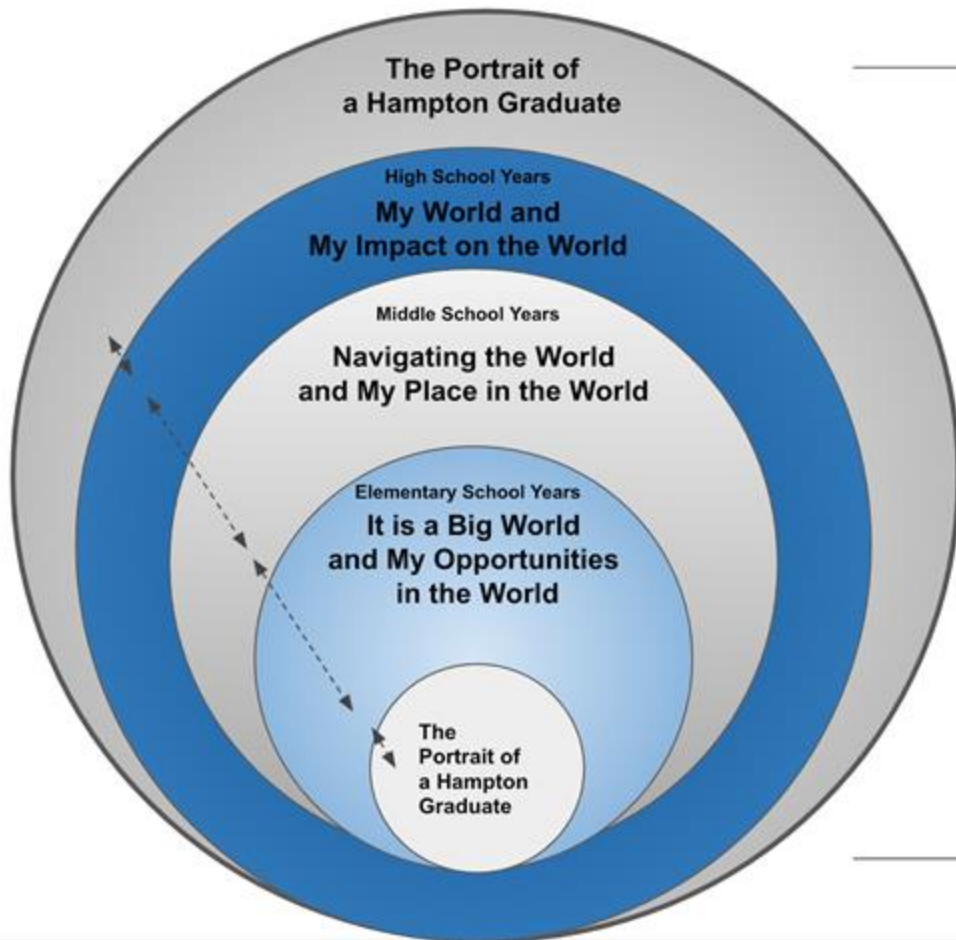 The Portrait of
a Hampton Graduate
High School Years
My World and
My Impact on the World
Middle School Years
Navigating the World
and My Place in the World
Elementary School Years
It is a Big World
and My Opportunities
in the World
The
Portrait of
a Hampton
Graduate